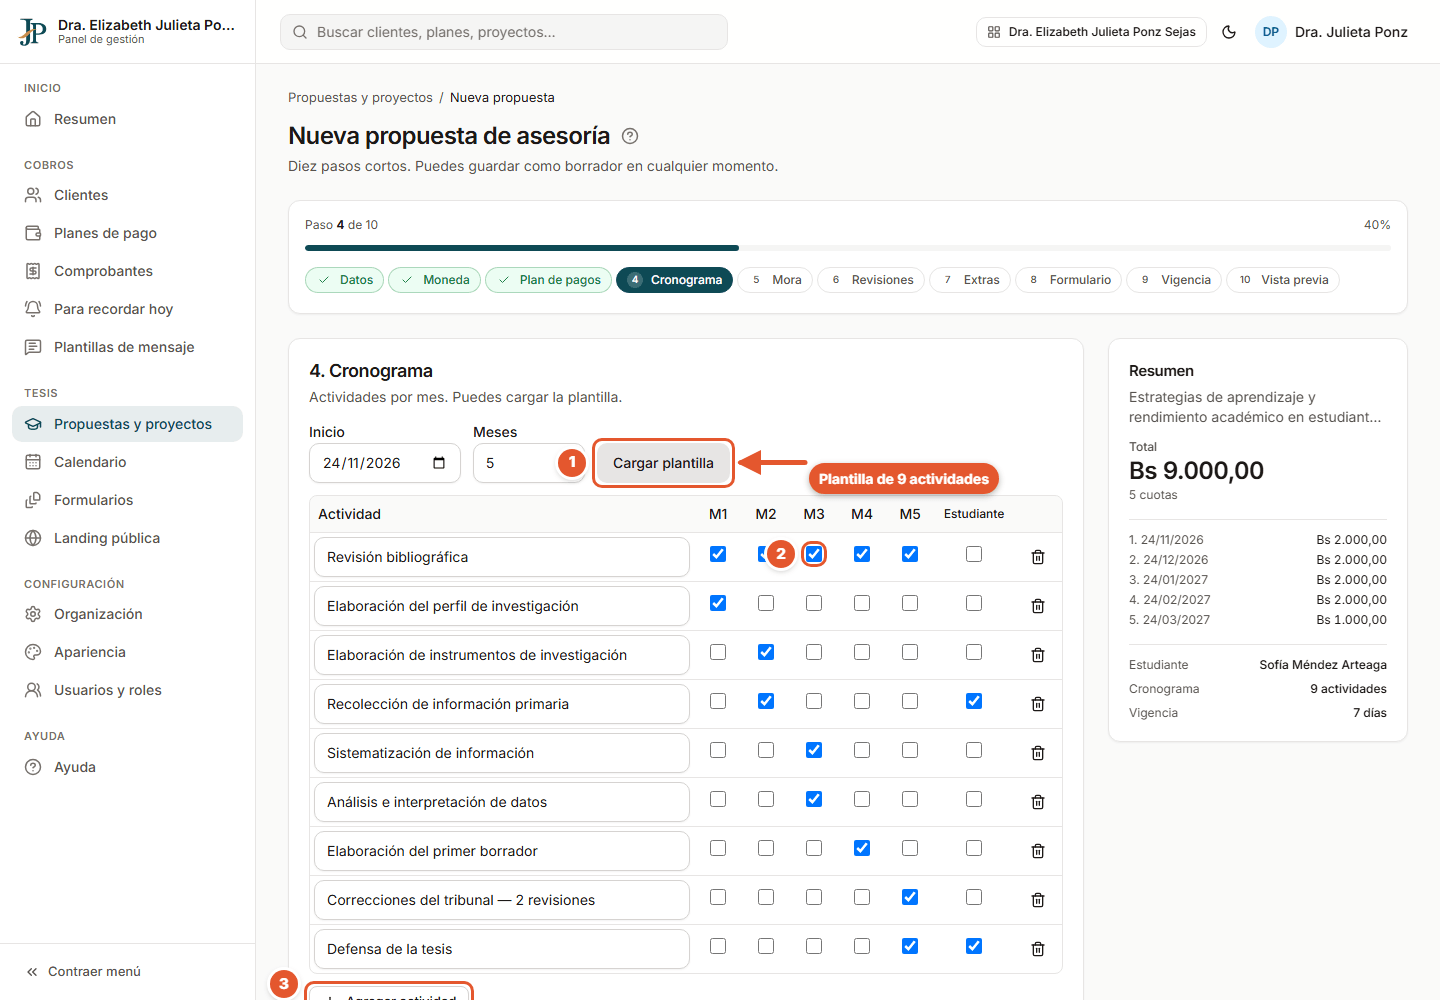 JP
Dra. Elizabeth Julieta Po...
Panel de gestión
Buscar clientes, planes, proyectos...
Dra. Elizabeth Julieta Ponz Sejas
DP
Dra. Julieta Ponz
INICIO
Resumen
COBROS
Clientes
Planes de pago
Comprobantes
Para recordar hoy
Plantillas de mensaje
TESIS
Propuestas y proyectos
Calendario
Formularios
Landing pública
CONFIGURACIÓN
Organización
Apariencia
Usuarios y roles
AYUDA
Ayuda
Contraer menú
Propuestas y proyectos / Nueva propuesta
Nueva propuesta de asesoría
Diez pasos cortos. Puedes guardar como borrador en cualquier momento.
Paso 4 de 10
40%
Datos
Moneda
Plan de pagos
4 Cronograma
5 Mora
6 Revisiones
7 Extras
8 Formulario
9 Vigencia
10 Vista previa
4. Cronograma
Actividades por mes. Puedes cargar la plantilla.
Inicio
Meses
24/11/2026
5
1
Cargar plantilla
Plantilla de 9 actividades
Actividad M1 M2 M3 M4 M5 Estudiante
Revisión bibliográfica
2
Elaboración del perfil de investigación
Elaboración de instrumentos de investigación
Recolección de información primaria
Sistematización de información
Análisis e interpretación de datos
Elaboración del primer borrador
Correcciones del tribunal — 2 revisiones
Defensa de la tesis
3
Agregar actividad
Resumen
Estrategias de aprendizaje y
rendimiento académico en estudiant...
Total
Bs 9.000,00
5 cuotas
1. 24/11/2026 Bs 2.000,00
2. 24/12/2026 Bs 2.000,00
3. 24/01/2027 Bs 2.000,00
4. 24/02/2027 Bs 2.000,00
5. 24/03/2027 Bs 1.000,00
Estudiante Sofía Méndez Arteaga
Cronograma 9 actividades
Vigencia 7 días